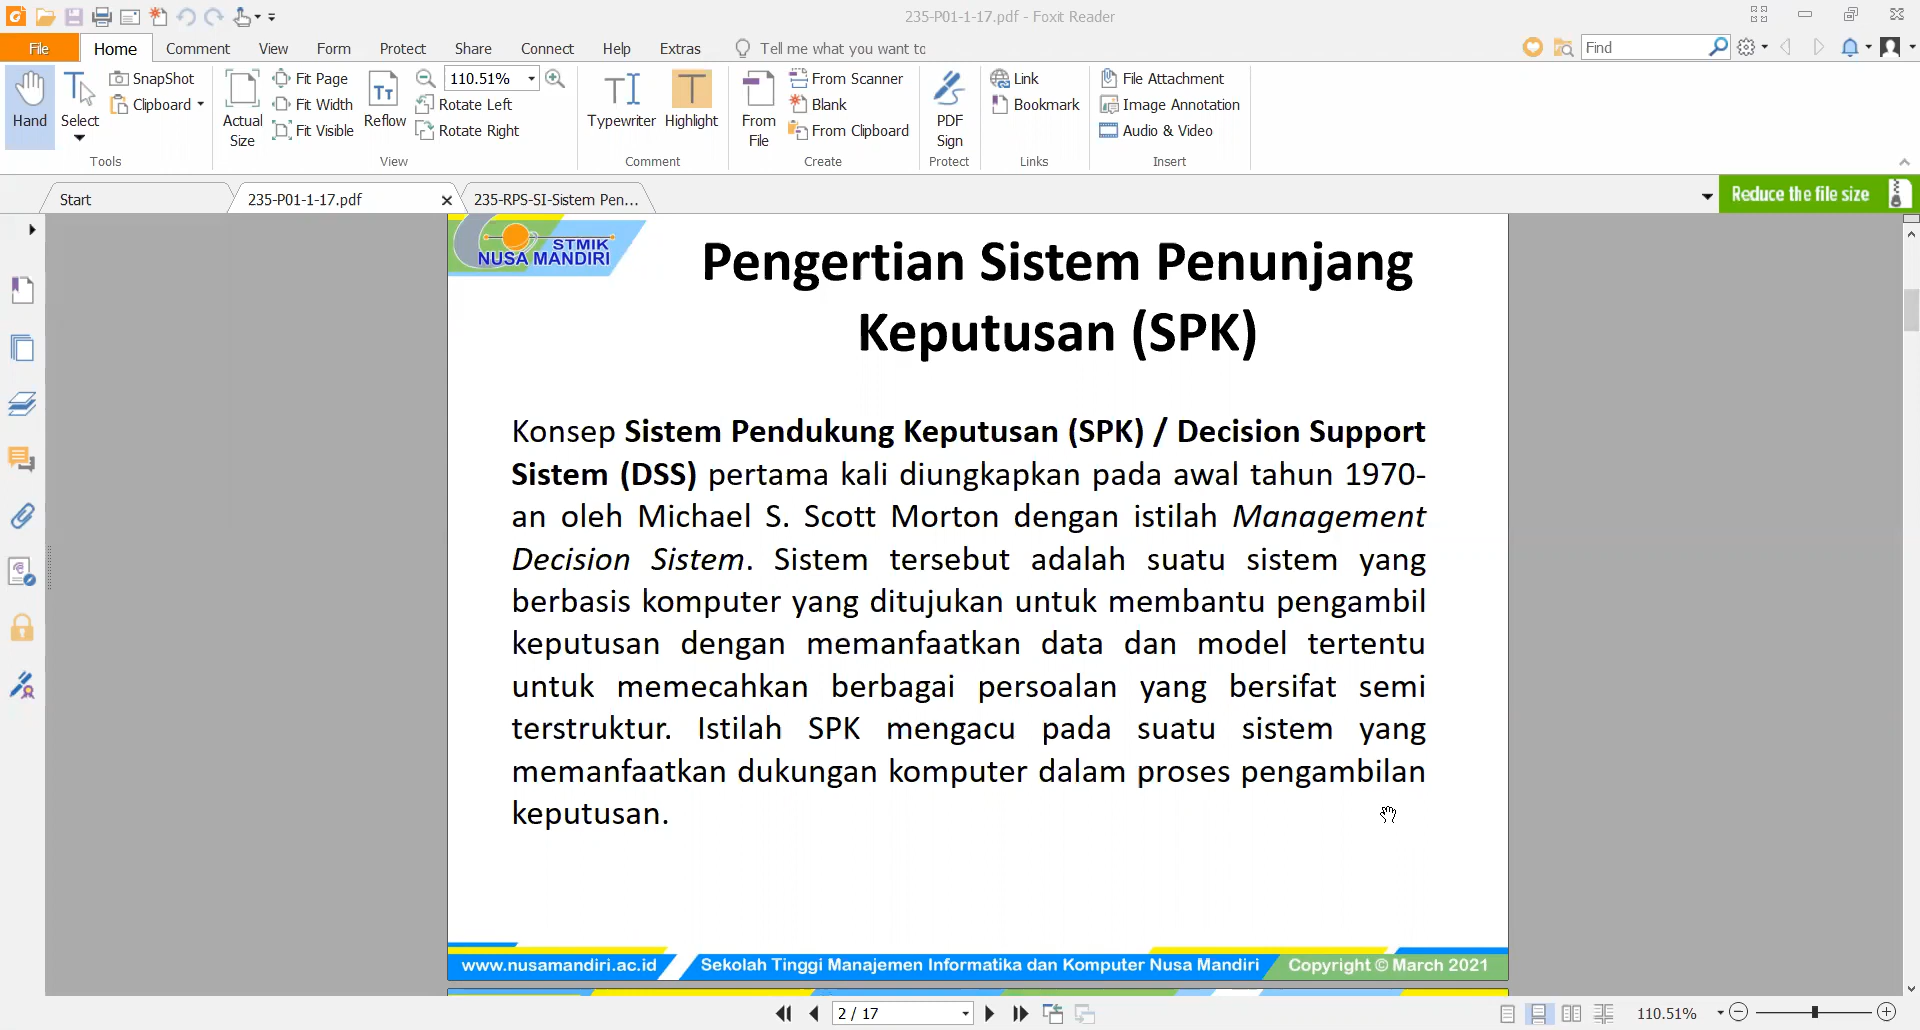 235-P01-1-17.pdf - Foxit Reader
File Home Comment View Form Protect Share Connect Help Extras Tell me what you want to Find
Hand
Select
SnapShot
Clipboard
Tools
Actual
Size
Fit Page
Fit Width
Fit Visible
Reflow
110.51%
Rotate Left
Rotate Right
View
Typewriter
Highlight
Comment
From
File
From Scanner
Blank
From Clipboard
Create
PDF
Sign
Protect
Link
Bookmark
Links
File Attachment
Image Annotation
Audio & Video
Insert
Start 235-P01-1-17.pdf 235-RPS-SI-Sistem Pen... Reduce the file size
STMIK
NUSA MANDIRI
Pengertian Sistem Penunjang
Keputusan (SPK)
Konsep Sistem Pendukung Keputusan (SPK) / Decision Support
Sistem (DSS) pertama kali diungkapkan pada awal tahun 1970-
an oleh Michael S. Scott Morton dengan istilah Management
Decision Sistem. Sistem tersebut adalah suatu sistem yang
berbasis komputer yang ditujukan untuk membantu pengambil
keputusan dengan memanfaatkan data dan model tertentu
untuk memecahkan berbagai persoalan yang bersifat semi
terstruktur. Istilah SPK mengacu pada suatu sistem yang
memanfaatkan dukungan komputer dalam proses pengambilan
keputusan.
www.nusamandiri.ac.id Sekolah Tinggi Manajemen Informatika dan Komputer Nusa Mandiri Copyright © March 2021
2 / 17 110.51%